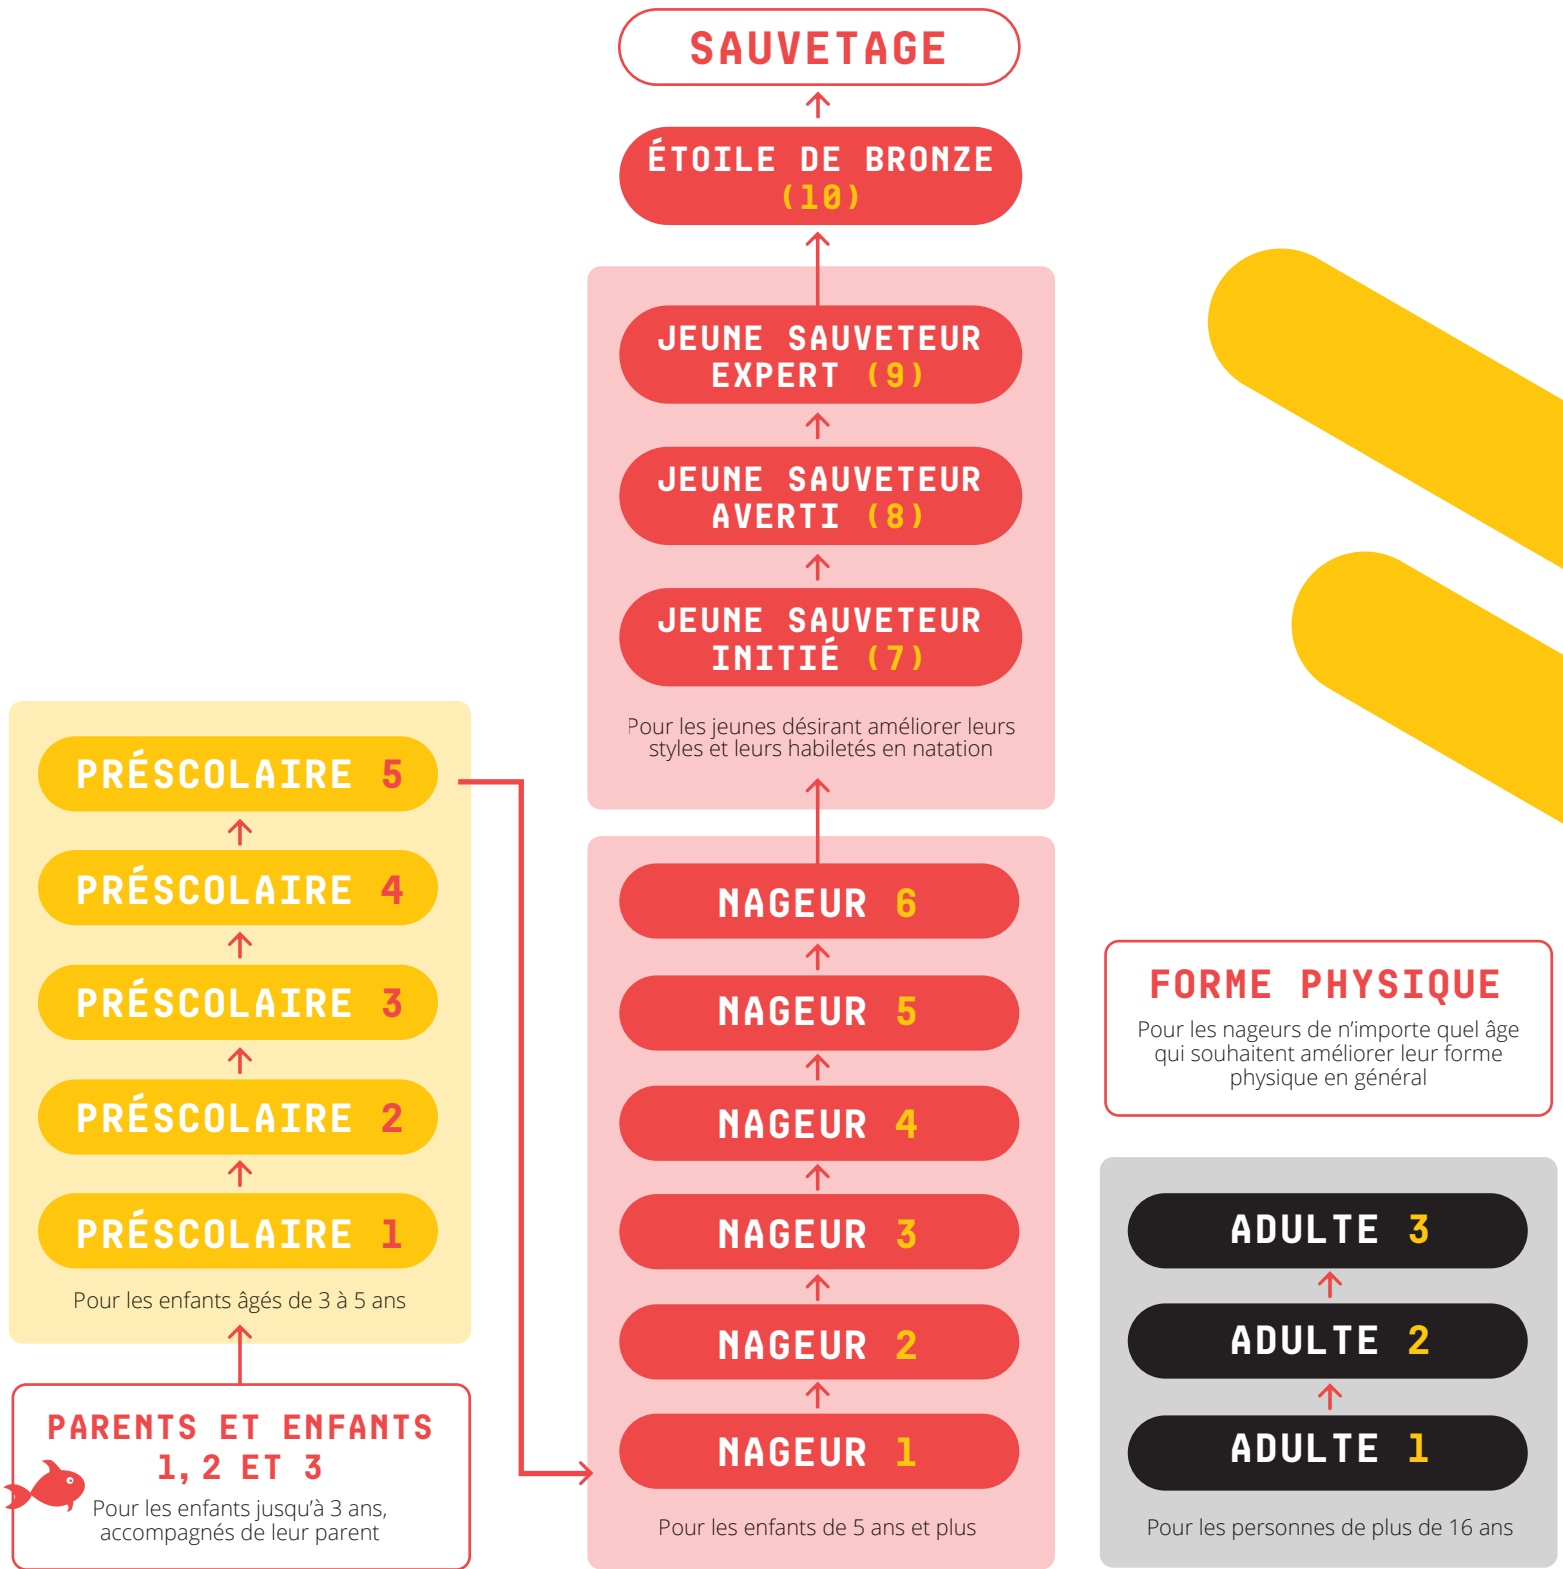 SAUVETAGE
ÉTOILE DE BRONZE
(10)
JEUNE SAUVETEUR
EXPERT (9)
JEUNE SAUVETEUR
AVERTI (8)
JEUNE SAUVETEUR
INITIÉ (7)
Pour les jeunes désirant améliorer leurs
styles et leurs habiletés en natation
PRÉSCOLAIRE 5
PRÉSCOLAIRE 4
PRÉSCOLAIRE 3
PRÉSCOLAIRE 2
PRÉSCOLAIRE 1
Pour les enfants âgés de 3 à 5 ans
PARENTS ET ENFANTS
1, 2 ET 3
Pour les enfants jusqu’à 3 ans,
accompagnés de leur parent
NAGEUR 6
NAGEUR 5
NAGEUR 4
NAGEUR 3
NAGEUR 2
NAGEUR 1
Pour les enfants de 5 ans et plus
FORME PHYSIQUE
Pour les nageurs de n’importe quel âge
qui souhaitent améliorer leur forme
physique en général
ADULTE 3
ADULTE 2
ADULTE 1
Pour les personnes de plus de 16 ans